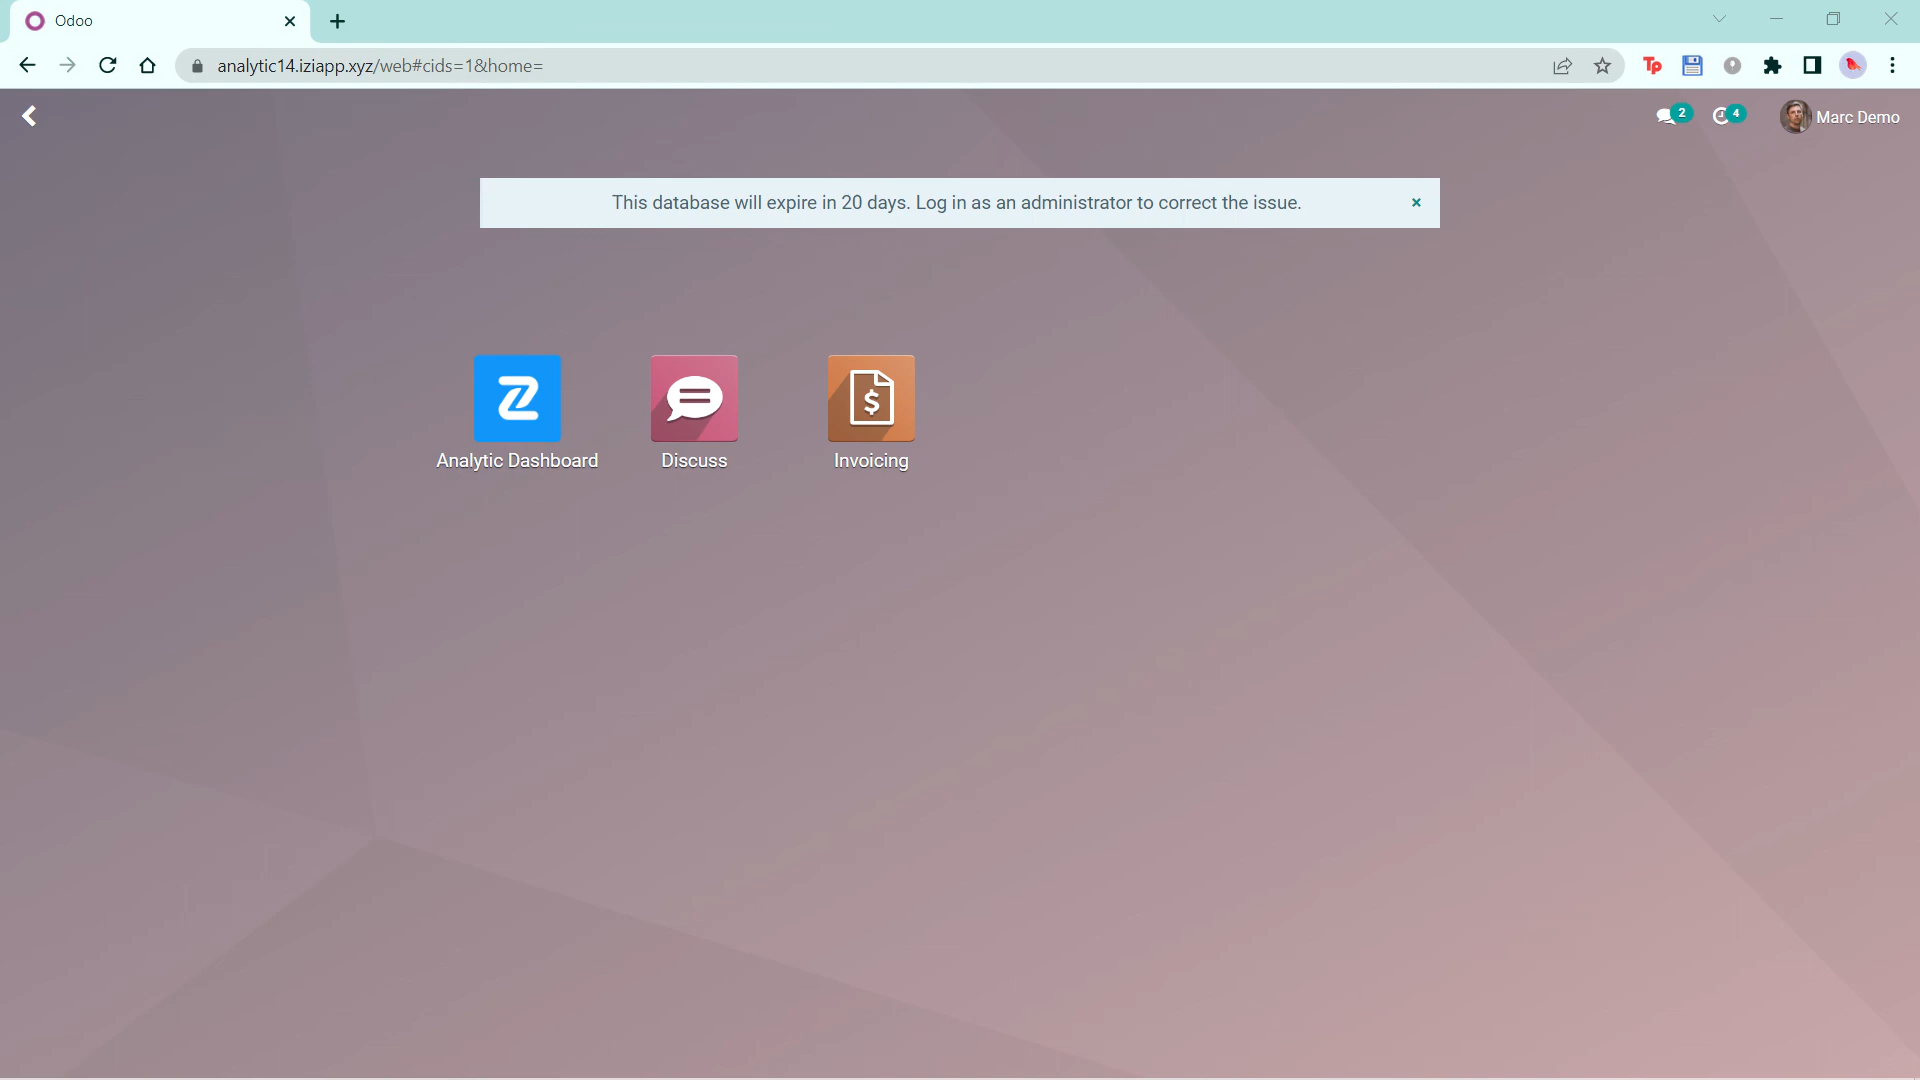 Odoo
analytic14.iziapp.xyz/web#cids=1&home=
Tp
2
4
Marc Demo
This database will expire in 20 days. Log in as an administrator to correct the issue.
Analytic Dashboard
Discuss
Invoicing